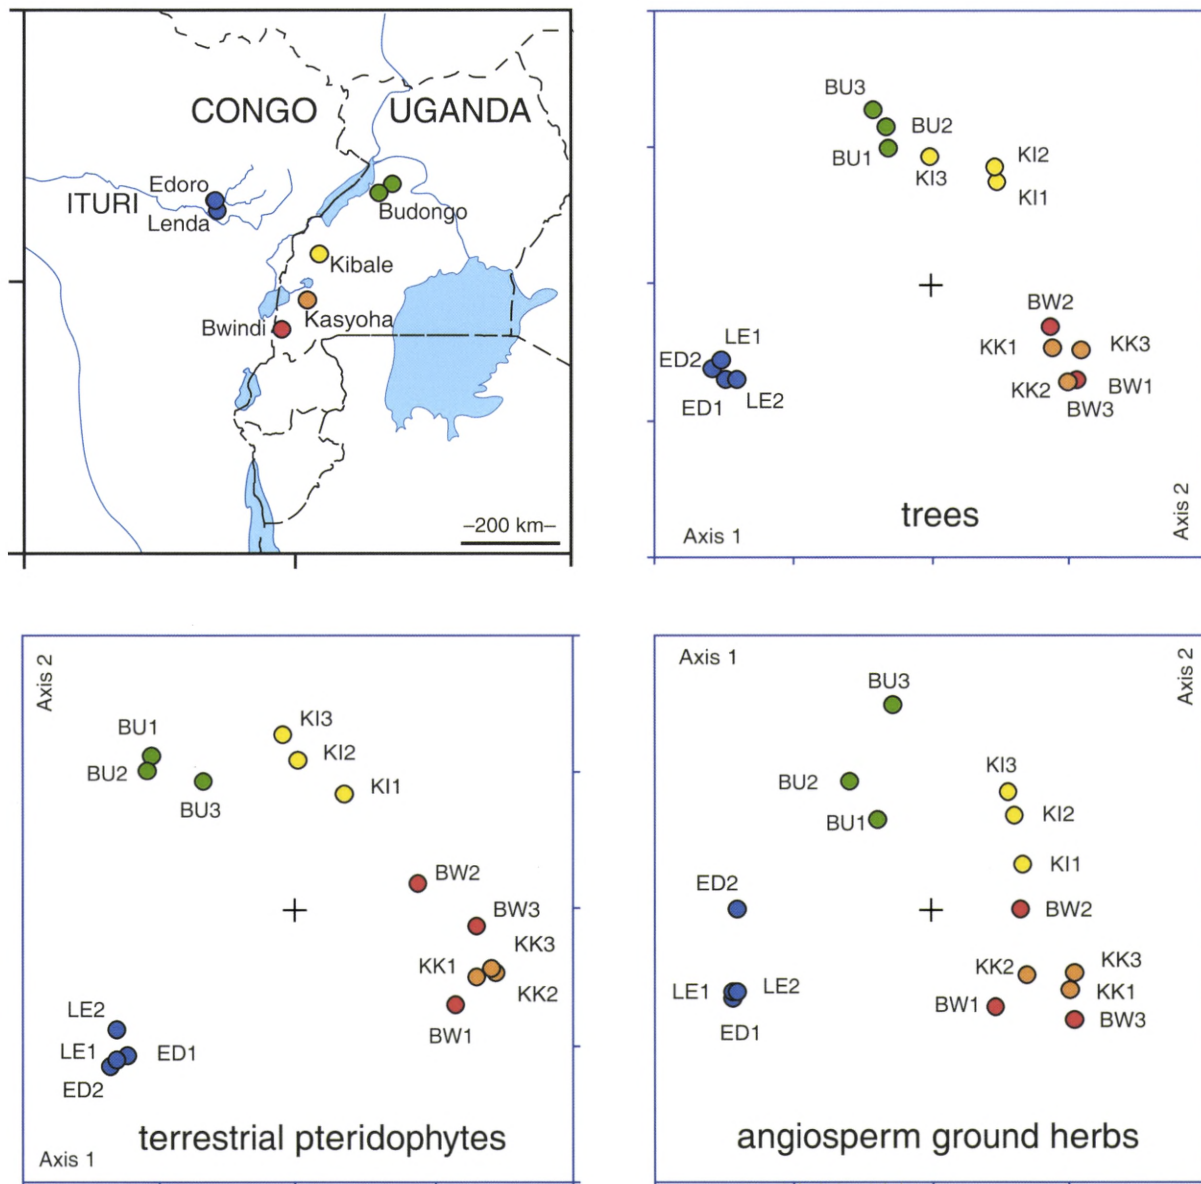 CONGO
UGANDA
ITURI
Edoro
Lenda
Budongo
Kibale
Kasyoha
Bwindi
–200 km–
BU3
BU2
BU1
KI3
KI2
KI1
BW2
KK1
KK3
KK2
BW1
BW3
LE1
ED2
ED1
LE2
trees
Axis 1
Axis 2
Axis 2
BU1
BU2
BU3
KI3
KI2
KI1
BW2
BW3
KK3
KK1
KK2
BW1
LE2
LE1
ED1
ED2
terrestrial pteridophytes
Axis 1
Axis 1
Axis 2
BU3
BU2
BU1
KI3
KI2
KI1
ED2
BW2
KK2
KK3
KK1
LE1
LE2
BW1
BW3
ED1
angiosperm ground herbs